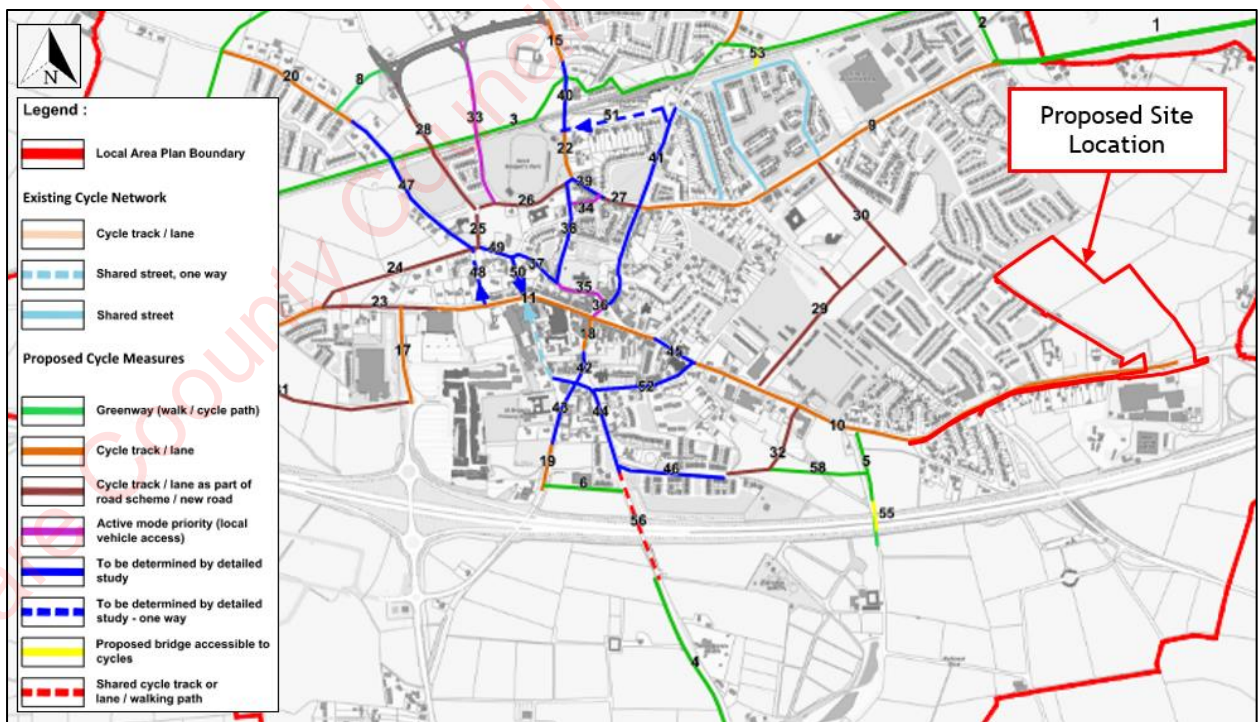 N
Legend :
Local Area Plan Boundary
Existing Cycle Network
Cycle track / lane
Shared street, one way
Shared street
Proposed Cycle Measures
Greenway (walk / cycle path)
Cycle track / lane
Cycle track / lane as part of
road scheme / new road
Active mode priority (local
vehicle access)
To be determined by detailed
study
To be determined by detailed
study - one way
Proposed bridge accessible to
cycles
Shared cycle track or
lane / walking path
Proposed Site
Location
1
2
53
15
20
8
40
33
28
3
51
9
22
41
47
39
26
34
27
30
25
38
49
37
24
48
50
35
29
23
11
36
18
17
45
42
52
43
44
10
32
19
46
58
5
6
56
55
4
County Council